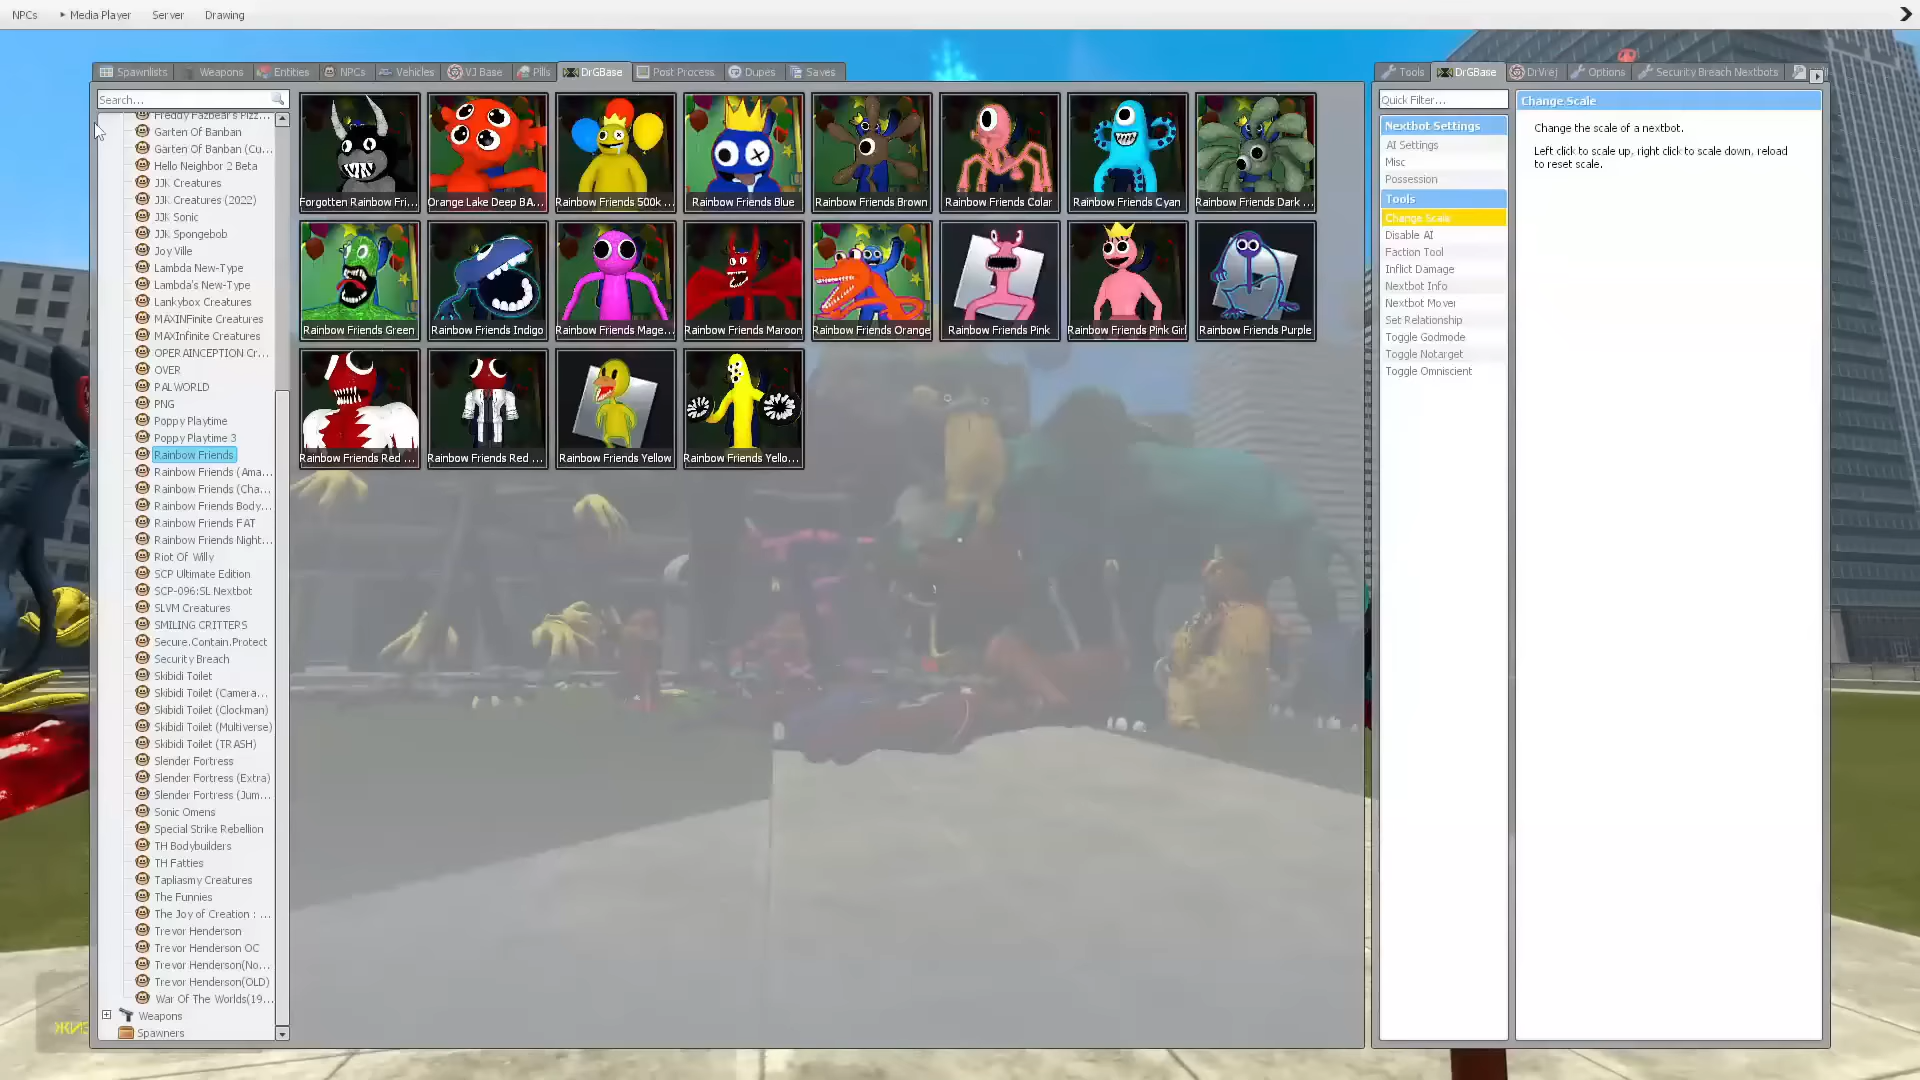 NPCs
Media Player
Server
Drawing
Spawnlists
Weapons
Entities
NPCs
Vehicles
VJ Base
Pills
DrGBase
Post Process
Dupes
Saves
Search...
Freddy Fazbear's Pizz...
Garten Of Banban
Garten Of Banban (Cu...
Hello Neighbor 2 Beta
JJK Creatures
JJK Creatures (2022)
JJK Sonic
JJK Spongebob
Joy Ville
Lambda New-Type
Lambda's New-Type
Lankybox Creatures
MAXINFinite Creatures
MAXInfinite Creatures
OPERAINCEPTION Cr...
OVER
PALWORLD
PNG
Poppy Playtime
Poppy Playtime 3
Rainbow Friends
Rainbow Friends (Ama...
Rainbow Friends (Cha...
Rainbow Friends Body...
Rainbow Friends FAT
Rainbow Friends Night...
Riot Of Willy
SCP Ultimate Edition
SCP-096:SL Nextbot
SLVM Creatures
SMILING CRITTERS
Secure.Contain.Protect
Security Breach
Skibidi Toilet
Skibidi Toilet (Camera...
Skibidi Toilet (Clockman)
Skibidi Toilet (Multiverse)
Skibidi Toilet (TRASH)
Slender Fortress
Slender Fortress (Extra)
Slender Fortress (Jum...
Sonic Omens
Special Strike Rebellion
TH Bodybuilders
TH Fatties
Tapliasmy Creatures
The Funnies
The Joy of Creation : ...
Trevor Henderson
Trevor Henderson OC
Trevor Henderson(No...
Trevor Henderson(OLD)
War Of The Worlds(19...
Weapons
Spawners
Forgotten Rainbow Fri...
Orange Lake Deep BA...
Rainbow Friends 500k ...
Rainbow Friends Blue
Rainbow Friends Brown
Rainbow Friends Colar
Rainbow Friends Cyan
Rainbow Friends Dark ...
Rainbow Friends Green
Rainbow Friends Indigo
Rainbow Friends Mage...
Rainbow Friends Maroon
Rainbow Friends Orange
Rainbow Friends Pink
Rainbow Friends Pink Girl
Rainbow Friends Purple
Rainbow Friends Red ...
Rainbow Friends Red ...
Rainbow Friends Yellow
Rainbow Friends Yello...
Tools
DrGBase
DrVrej
Options
Security Breach Nextbots
Quick Filter...
Nextbot Settings
AI Settings
Misc
Possession
Tools
Change Scale
Disable AI
Faction Tool
Inflict Damage
Nextbot Info
Nextbot Mover
Set Relationship
Toggle Godmode
Toggle Notarget
Toggle Omniscient
Change Scale
Change the scale of a nextbot.
Left click to scale up, right click to scale down, reload
to reset scale.